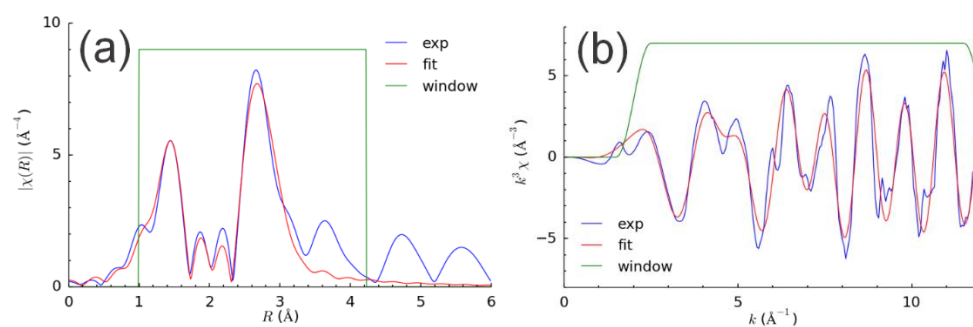 (a)
10
5
0
|χ(R)| (Å⁻⁴)
exp
fit
window
0 1 2 3 4 5 6
R (Å)
(b)
5
0
−5
k³ χ (Å⁻³)
exp
fit
window
0 5 10
k (Å⁻¹)